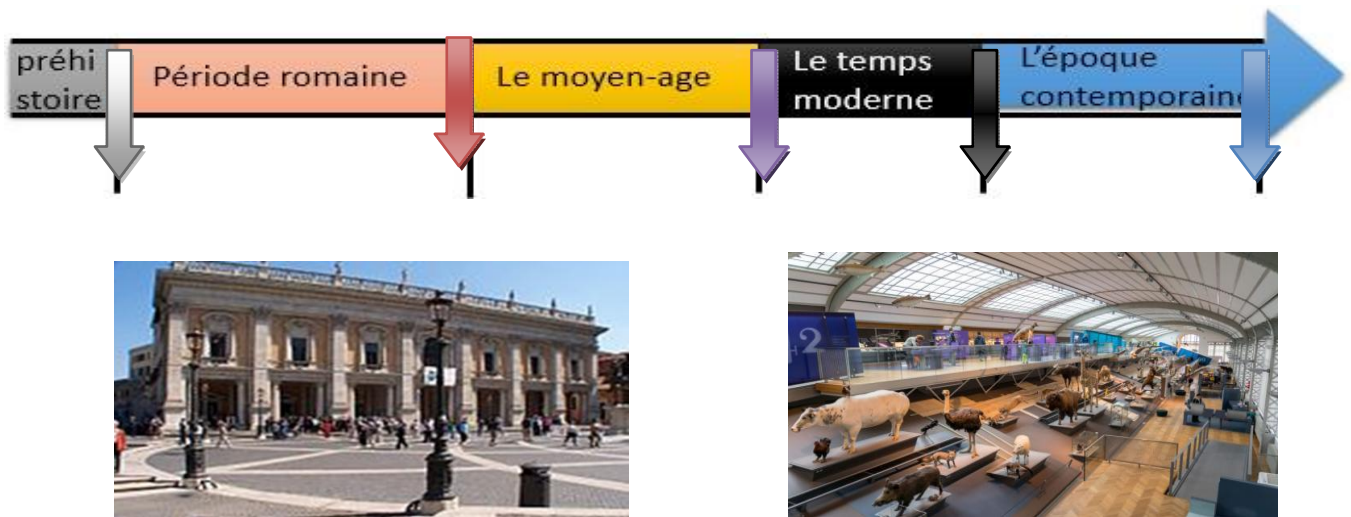 préhi
stoire
Période romaine
Le moyen-age
Le temps
moderne
L'époque
contemporaine
2